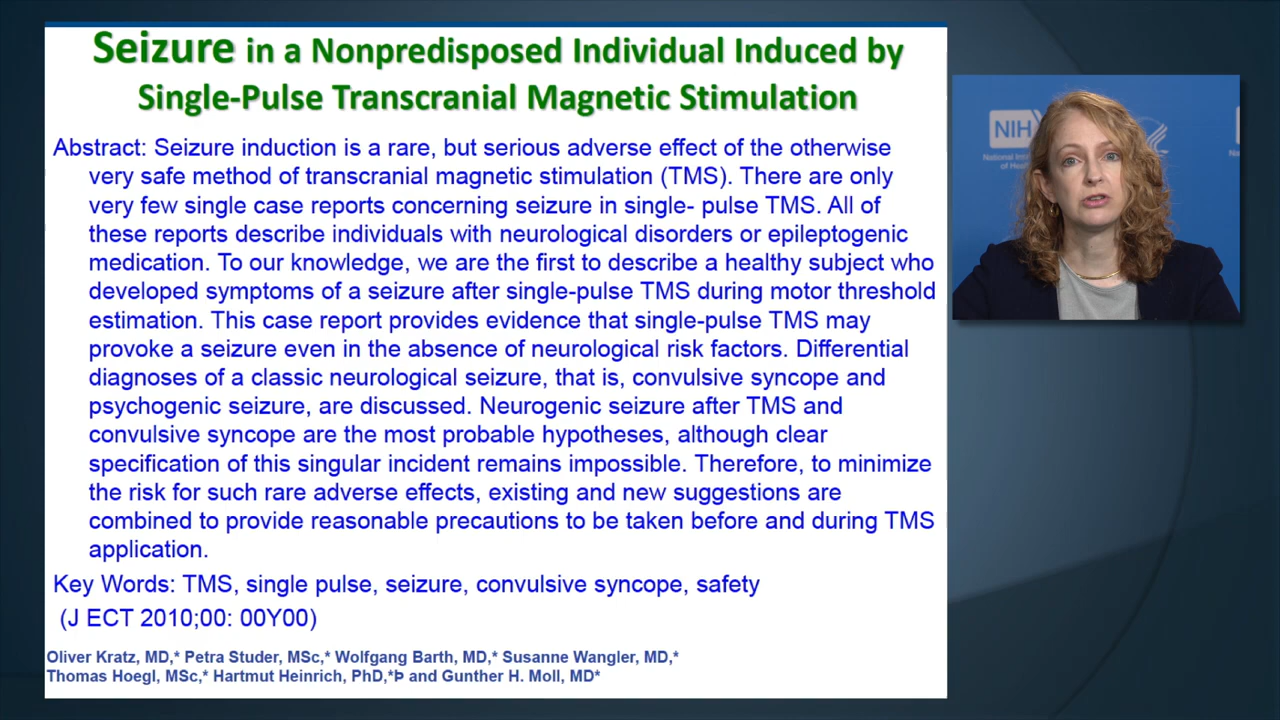 Seizure in a Nonpredisposed Individual Induced by
Single-Pulse Transcranial Magnetic Stimulation
Abstract: Seizure induction is a rare, but serious adverse effect of the otherwise
very safe method of transcranial magnetic stimulation (TMS). There are only
very few single case reports concerning seizure in single- pulse TMS. All of
these reports describe individuals with neurological disorders or epileptogenic
medication. To our knowledge, we are the first to describe a healthy subject who
developed symptoms of a seizure after single-pulse TMS during motor threshold
estimation. This case report provides evidence that single-pulse TMS may
provoke a seizure even in the absence of neurological risk factors. Differential
diagnoses of a classic neurological seizure, that is, convulsive syncope and
psychogenic seizure, are discussed. Neurogenic seizure after TMS and
convulsive syncope are the most probable hypotheses, although clear
specification of this singular incident remains impossible. Therefore, to minimize
the risk for such rare adverse effects, existing and new suggestions are
combined to provide reasonable precautions to be taken before and during TMS
application.
Key Words: TMS, single pulse, seizure, convulsive syncope, safety
(J ECT 2010;00: 00Y00)
Oliver Kratz, MD,* Petra Studer, MSc,* Wolfgang Barth, MD,* Susanne Wangler, MD,*
Thomas Hoegl, MSc,* Hartmut Heinrich, PhD,*Þ and Gunther H. Moll, MD*
NIH
National Ins
of Health